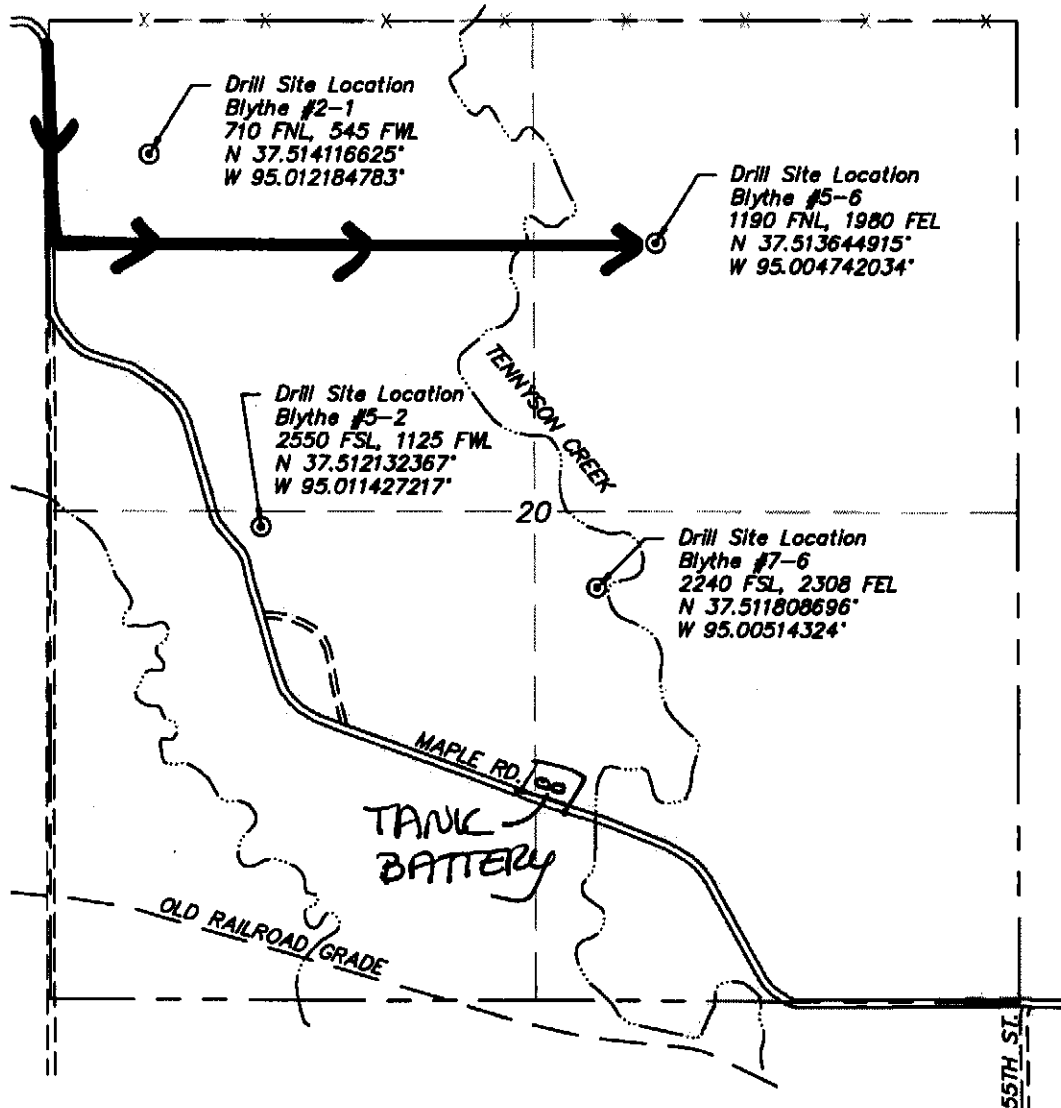 Drill Site Location
Blythe #2-1
710 FNL, 545 FWL
N 37.514116625°
W 95.012184783°
Drill Site Location
Blythe #5-6
1190 FNL, 1980 FEL
N 37.513644915°
W 95.004742034°
TENNYSON CREEK
Drill Site Location
Blythe #5-2
2550 FSL, 1125 FWL
N 37.512132367°
W 95.011427217°
20
Drill Site Location
Blythe #7-6
2240 FSL, 2308 FEL
N 37.511808696°
W 95.00514324°
MAPLE RD.
TANK
BATTERY
OLD RAILROAD GRADE
55TH ST.